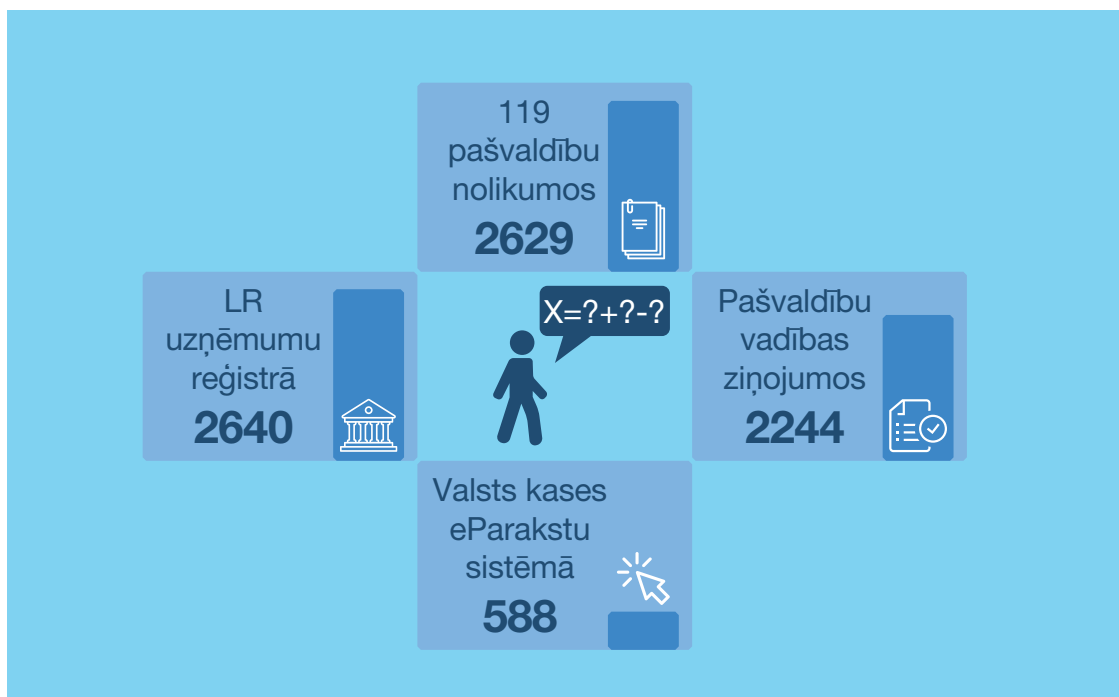 119
pašvaldību
nolikumos
2629
LR
uzņēmumu
reģistrā
2640
X=?+?-?
Pašvaldību
vadības
ziņojumos
2244
Valsts kases
eParakstu
sistēmā
588